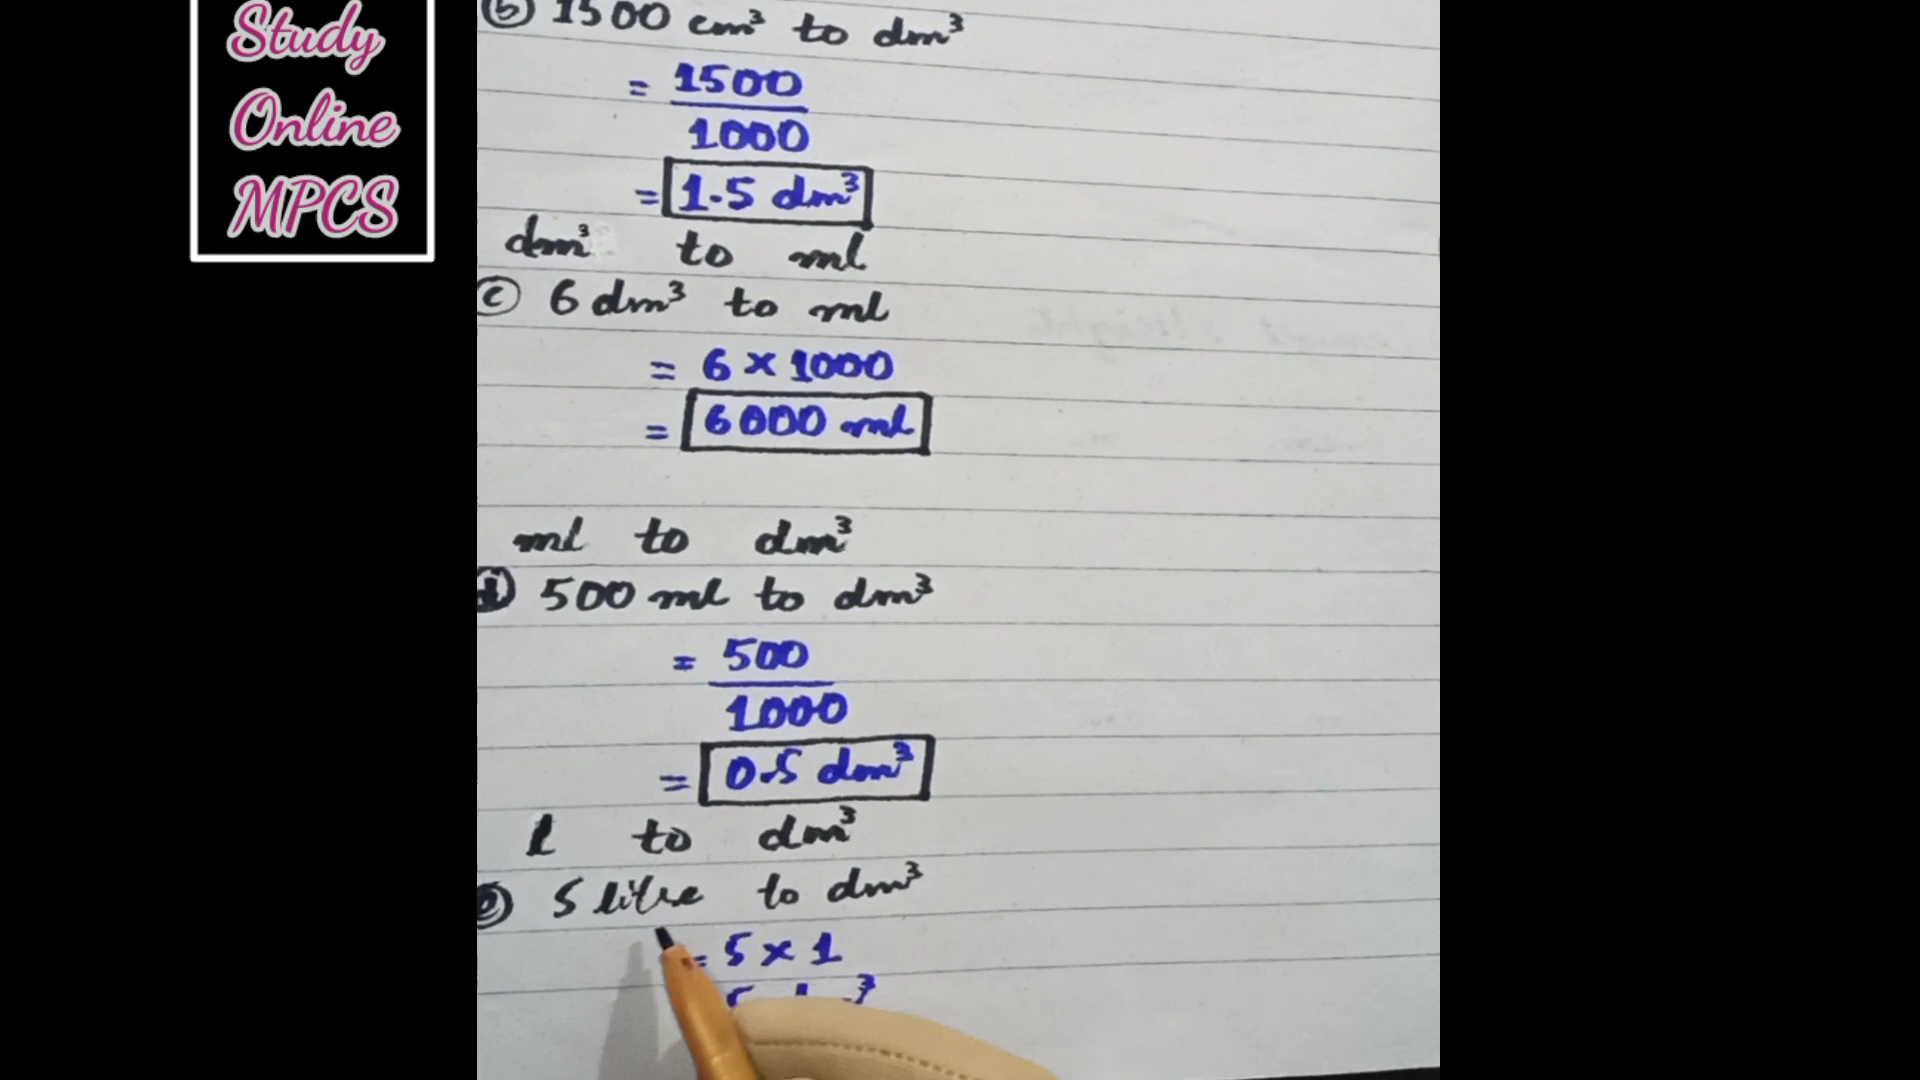 Study
Online
MPCS
(b) 1500 cm³ to dm³
= 1500
1000
= 1.5 dm³
dm³ to ml
(c) 6 dm³ to ml
= 6 × 1000
= 6000 ml
ml to dm³
(d) 500 ml to dm³
= 500
1000
= 0.5 dm³
l to dm³
(e) 5 litre to dm³
= 5 × 1